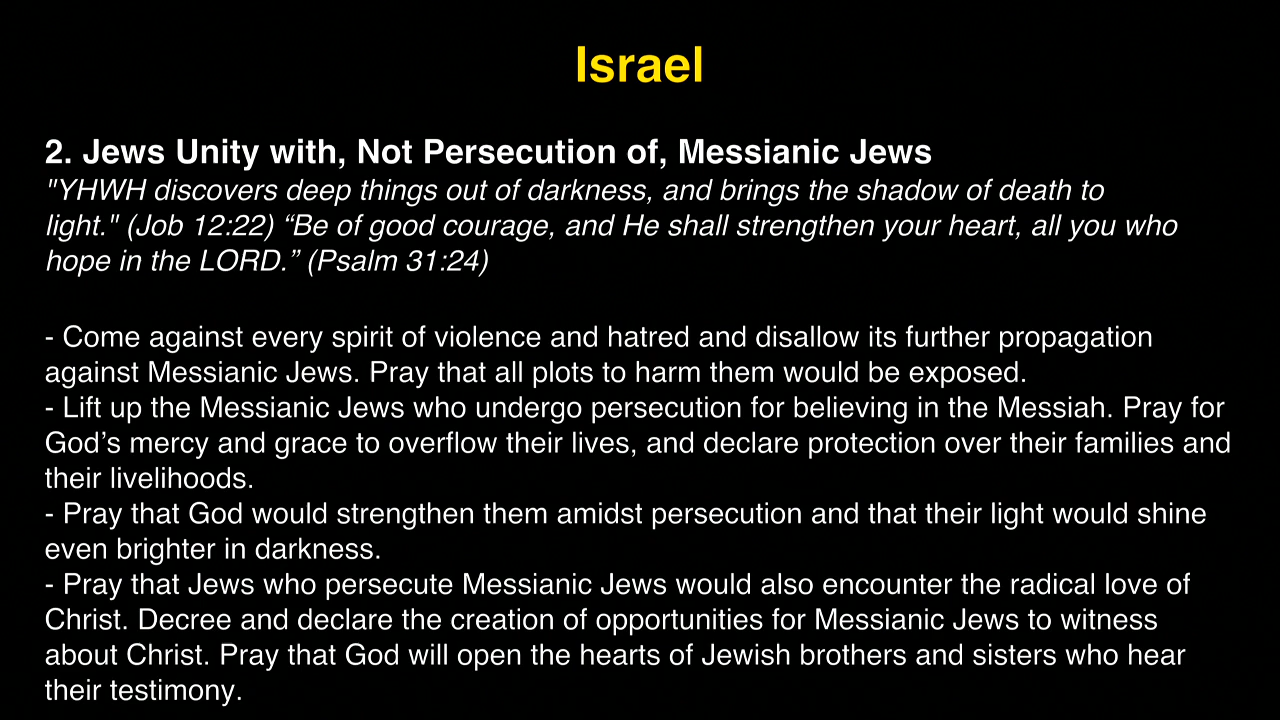 Israel
2. Jews Unity with, Not Persecution of, Messianic Jews
"YHWH discovers deep things out of darkness, and brings the shadow of death to
light." (Job 12:22) “Be of good courage, and He shall strengthen your heart, all you who
hope in the LORD.” (Psalm 31:24)
- Come against every spirit of violence and hatred and disallow its further propagation
against Messianic Jews. Pray that all plots to harm them would be exposed.
- Lift up the Messianic Jews who undergo persecution for believing in the Messiah. Pray for
God’s mercy and grace to overflow their lives, and declare protection over their families and
their livelihoods.
- Pray that God would strengthen them amidst persecution and that their light would shine
even brighter in darkness.
- Pray that Jews who persecute Messianic Jews would also encounter the radical love of
Christ. Decree and declare the creation of opportunities for Messianic Jews to witness
about Christ. Pray that God will open the hearts of Jewish brothers and sisters who hear
their testimony.